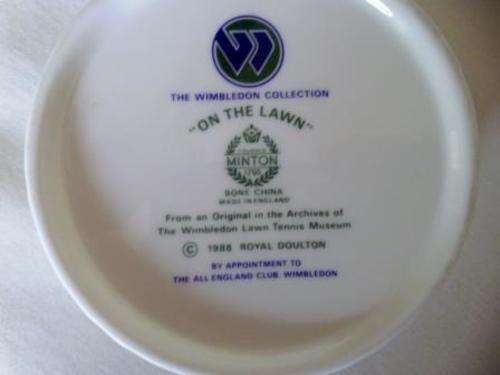 THE WIMBLEDON COLLECTION
"ON THE LAWN"
MINTON
BONE CHINA
MADE IN ENGLAND
From an Original in the Archives of
The Wimbledon Lawn Tennis Museum
© 1988 ROYAL DOULTON
BY APPOINTMENT TO
THE ALL ENGLAND CLUB. WIMBLEDON